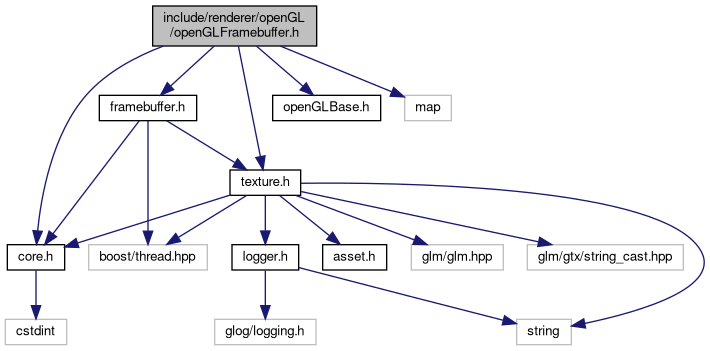 include/renderer/openGL
/openGLFramebuffer.h
framebuffer.h
openGLBase.h
map
texture.h
core.h
boost/thread.hpp
logger.h
asset.h
glm/glm.hpp
glm/gtx/string_cast.hpp
cstdint
glog/logging.h
string